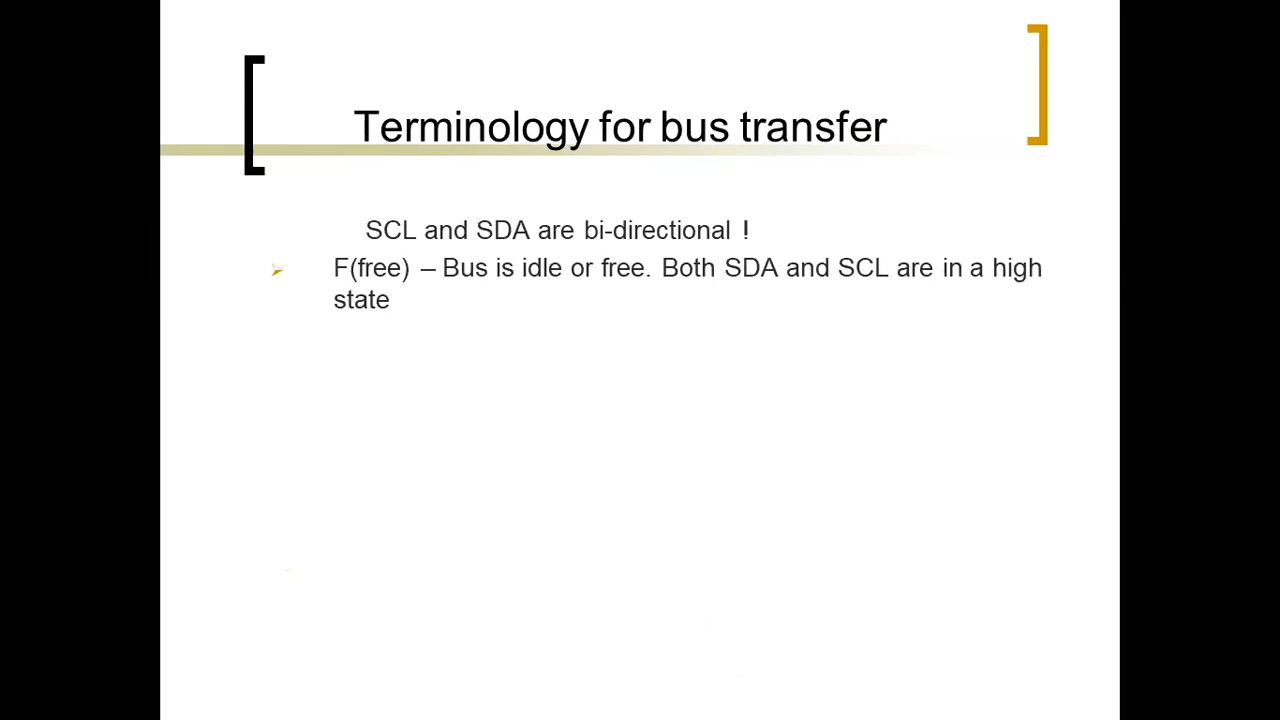 Terminology for bus transfer
SCL and SDA are bi-directional !
F(free) – Bus is idle or free. Both SDA and SCL are in a high
state